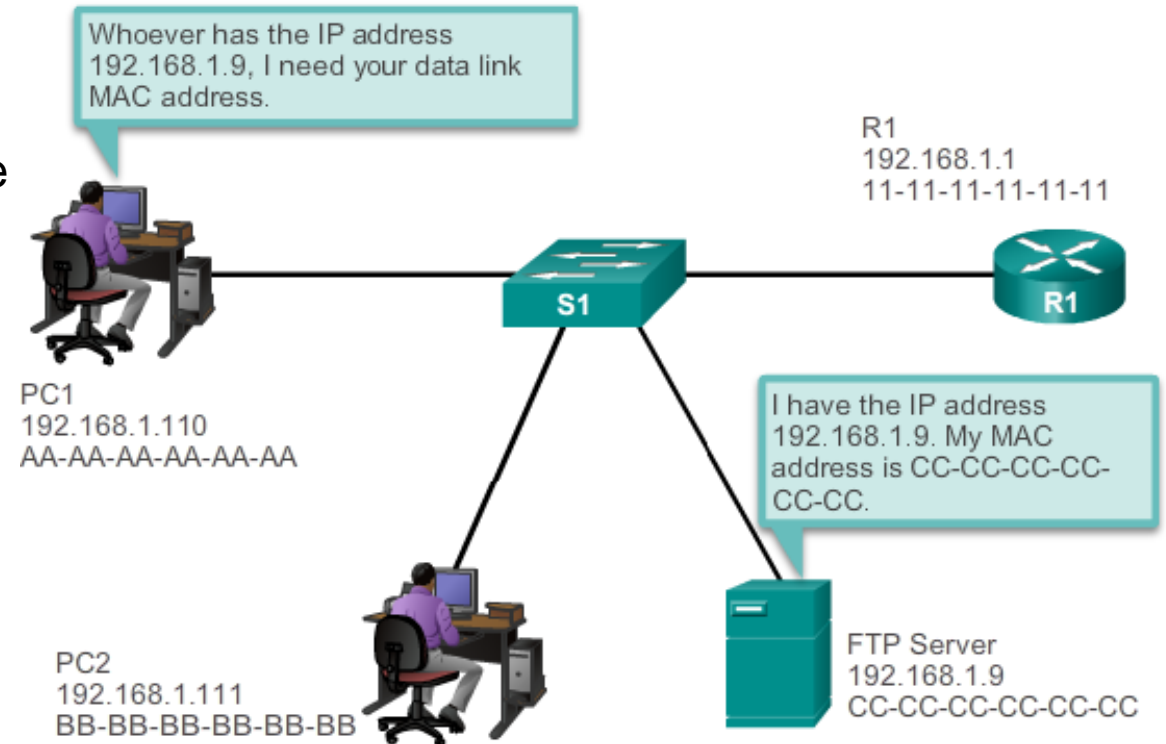 Whoever has the IP address
192.168.1.9, I need your data link
MAC address.
e
R1
192.168.1.1
11-11-11-11-11-11
S1
R1
PC1
192.168.1.110
AA-AA-AA-AA-AA-AA
I have the IP address
192.168.1.9. My MAC
address is CC-CC-CC-CC-
CC-CC.
PC2
192.168.1.111
BB-BB-BB-BB-BB-BB
FTP Server
192.168.1.9
CC-CC-CC-CC-CC-CC